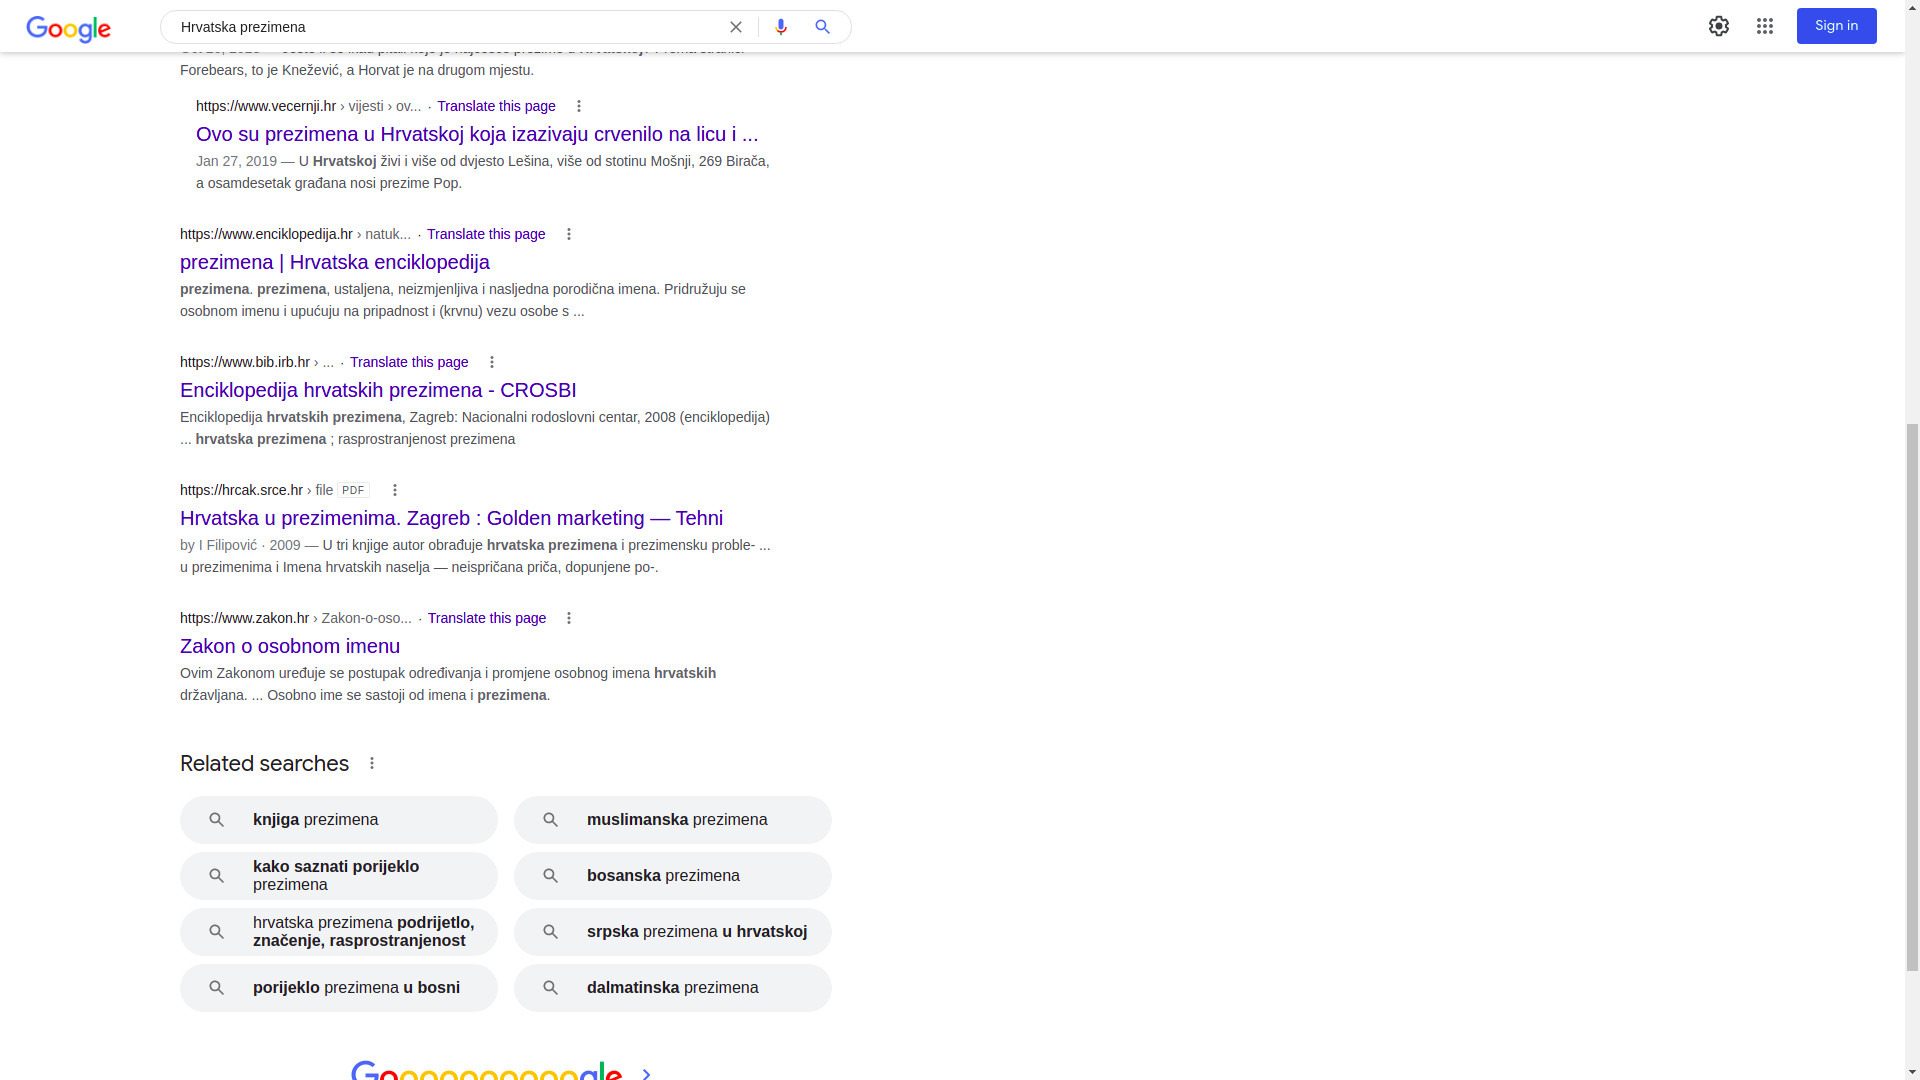 Google
Hrvatska prezimena
Sign in
Forebears, to je Knežević, a Horvat je na drugom mjestu.
https://www.vecernji.hr › vijesti › ov... · Translate this page
Ovo su prezimena u Hrvatskoj koja izazivaju crvenilo na licu i ...
Jan 27, 2019 — U Hrvatskoj živi i više od dvjesto Lešina, više od stotinu Mošnji, 269 Birača,
a osamdesetak građana nosi prezime Pop.
https://www.enciklopedija.hr › natuk... · Translate this page
prezimena | Hrvatska enciklopedija
prezimena. prezimena, ustaljena, neizmjenljiva i nasljedna porodična imena. Pridružuju se
osobnom imenu i upućuju na pripadnost i (krvnu) vezu osobe s ...
https://www.bib.irb.hr › ... · Translate this page
Enciklopedija hrvatskih prezimena - CROSBI
Enciklopedija hrvatskih prezimena, Zagreb: Nacionalni rodoslovni centar, 2008 (enciklopedija)
... hrvatska prezimena ; rasprostranjenost prezimena
https://hrcak.srce.hr › file PDF
Hrvatska u prezimenima. Zagreb : Golden marketing — Tehni
by I Filipović · 2009 — U tri knjige autor obrađuje hrvatska prezimena i prezimensku proble- ...
u prezimenima i Imena hrvatskih naselja — neispričana priča, dopunjene po-.
https://www.zakon.hr › Zakon-o-oso... · Translate this page
Zakon o osobnom imenu
Ovim Zakonom uređuje se postupak određivanja i promjene osobnog imena hrvatskih
državljana. ... Osobno ime se sastoji od imena i prezimena.
Related searches
knjiga prezimena
muslimanska prezimena
kako saznati porijeklo
prezimena
bosanska prezimena
hrvatska prezimena podrijetlo,
značenje, rasprostranjenost
srpska prezimena u hrvatskoj
porijeklo prezimena u bosni
dalmatinska prezimena